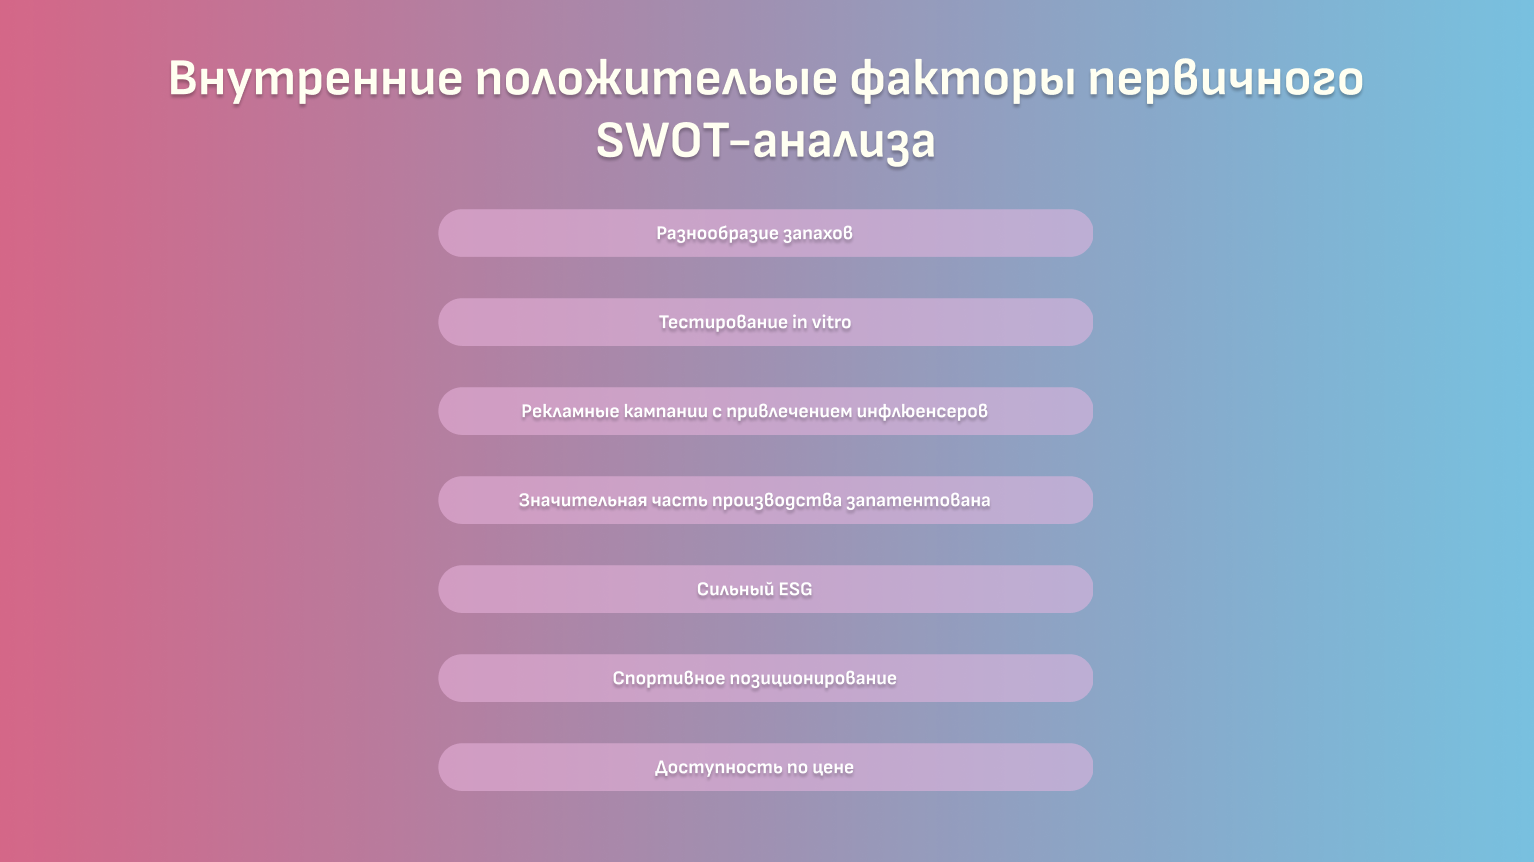 Внутренние положительые факторы первичного
SWOT-анализа
Разнообразие запахов
Тестирование in vitro
Рекламные кампании с привлечением инфлюенсеров
Значительная часть производства запатентована
Сильный ESG
Спортивное позиционирование
Доступность по цене